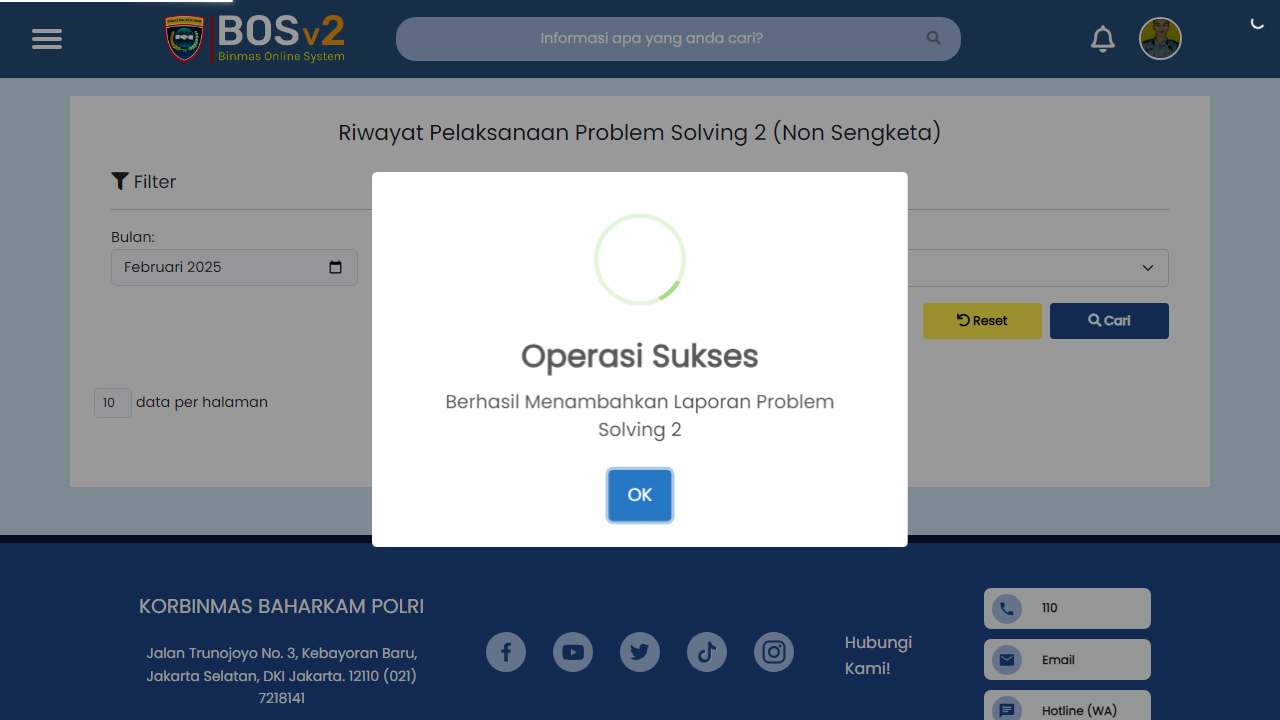 BOSv2
Binmas Online System
Informasi apa yang anda cari?
Riwayat Pelaksanaan Problem Solving 2 (Non Sengketa)
Filter
Bulan:
Februari 2025
Reset
Cari
Operasi Sukses
Berhasil Menambahkan Laporan Problem
Solving 2
OK
10 data per halaman
KORBINMAS BAHARKAM POLRI
Jalan Trunojoyo No. 3, Kebayoran Baru,
Jakarta Selatan, DKI Jakarta. 12110 (021)
7218141
Hubungi
Kami!
110
Email
Hotline (WA)